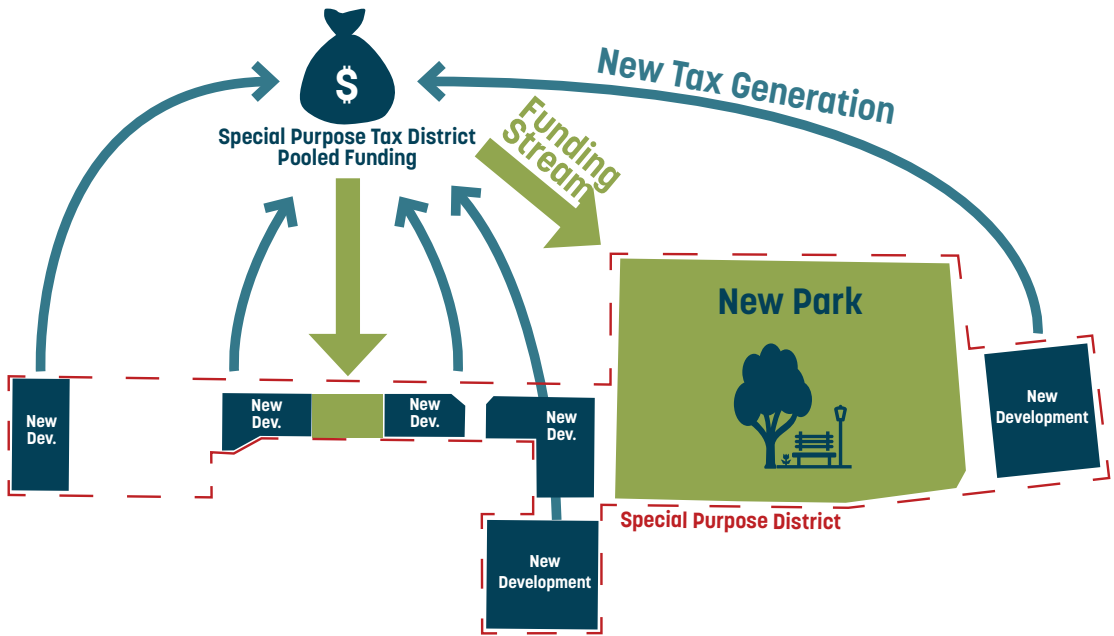 $
New Tax Generation
Special Purpose Tax District
Pooled Funding
Funding
Stream
New Park
New
Dev.
New
Dev.
New
Dev.
New
Dev.
New
Development
Special Purpose District
New
Development